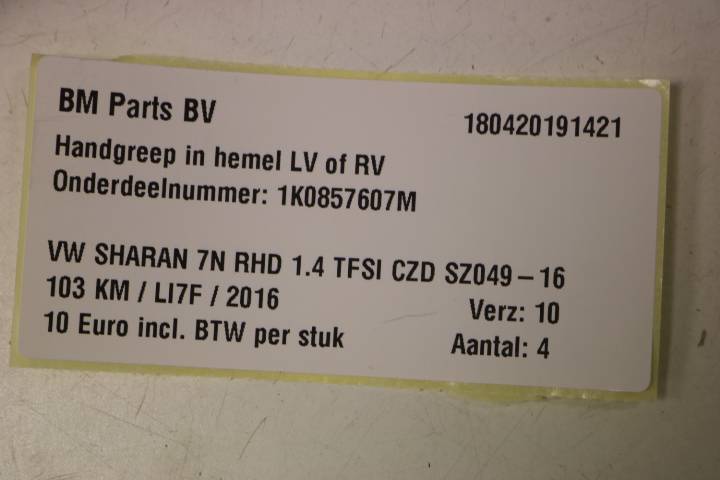 BM Parts BV 180420191421
Handgreep in hemel LV of RV
Onderdeelnummer: 1K0857607M
VW SHARAN 7N RHD 1.4 TFSI CZD SZ049-16
103 KM / LI7F / 2016 Verz: 10
10 Euro incl. BTW per stuk Aantal: 4